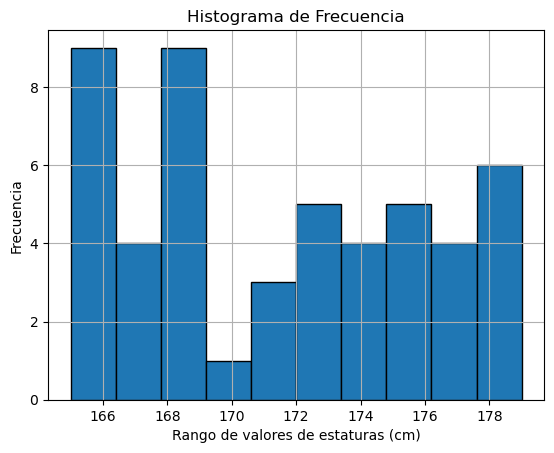 Histograma de Frecuencia
8
6
4
2
0
Frecuencia
166 168 170 172 174 176 178
Rango de valores de estaturas (cm)